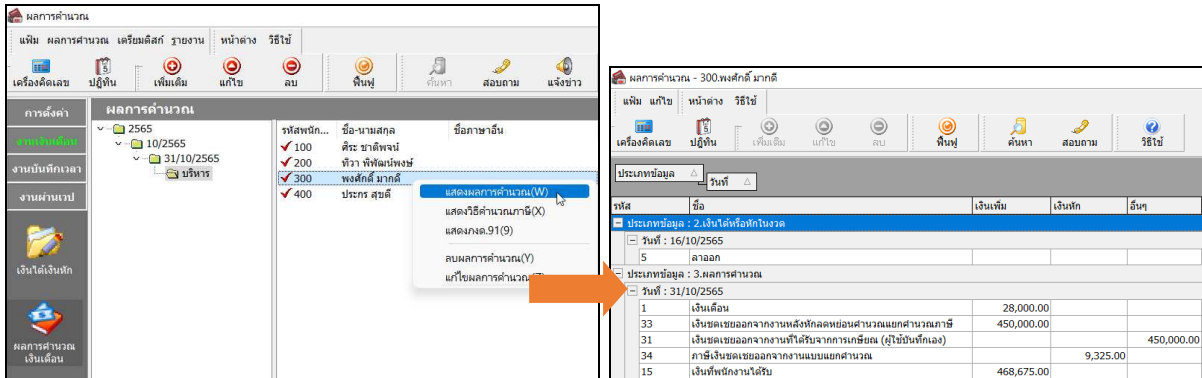 ผลการคำนวณ
แฟ้ม ผลการคำนวณ เตรียมดิสก์ รายงาน หน้าต่าง วิธีใช้
เครื่องคิดเลข ปฏิทิน เพิ่มเติม แก้ไข ลบ ฟื้นฟู ค้นหา สอบถาม แจ้งข่าว
การตั้งค่า
งานเงินเดือน
งานบันทึกเวลา
งานผ่านเวป
เงินได้เงินหัก
ผลการคำนวณ
เงินเดือน
ผลการคำนวณ
2565
10/2565
31/10/2565
บริหาร
รหัสพนัก... ชื่อ-นามสกุล ชื่อภาษาอื่น
100 ศิระ ชาติพจน์
200 ทิวา พิพัฒน์พงษ์
300 พงศักดิ์ มากดี
400 ประกร สุขดี
แสดงผลการคำนวณ(W)
แสดงวิธีคำนวณภาษี(X)
แสดงภงด.91(9)
ลบผลการคำนวณ(Y)
แก้ไขผลการคำนวณ
ผลการคำนวณ - 300.พงศักดิ์ มากดี
แฟ้ม แก้ไข หน้าต่าง วิธีใช้
เครื่องคิดเลข ปฏิทิน เพิ่มเติม แก้ไข ลบ ฟื้นฟู ค้นหา สอบถาม วิธีใช้
ประเภทข้อมูล
วันที่
รหัส ชื่อ เงินเพิ่ม เงินหัก อื่นๆ
ประเภทข้อมูล : 2.เงินได้หรือหักในงวด
วันที่ : 16/10/2565
5 ลาออก
ประเภทข้อมูล : 3.ผลการคำนวณ
วันที่ : 31/10/2565
1 เงินเดือน 28,000.00
33 เงินชดเชยออกจากงานหลังหักลดหย่อนคำนวณแยกคำนวณภาษี 450,000.00
31 เงินชดเชยออกจากงานที่ได้รับจากการเกษียณ (ผู้ใช้บันทึกเอง) 450,000.00
34 ภาษีเงินชดเชยออกจากงานแบบแยกคำนวณ 9,325.00
15 เงินที่พนักงานได้รับ 468,675.00